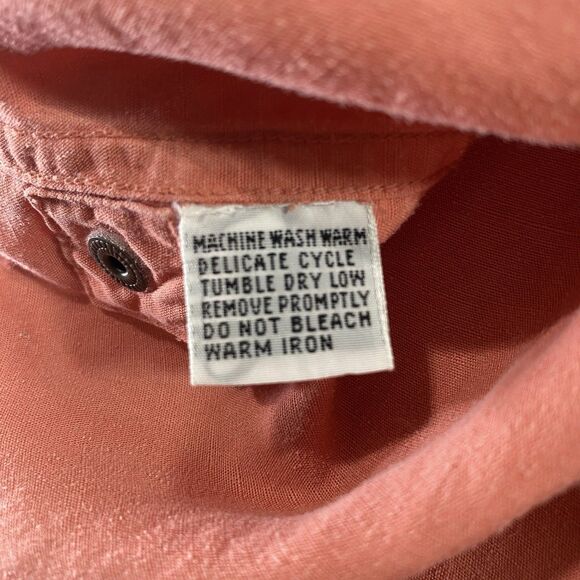 MACHINE WASH WARM
DELICATE CYCLE
TUMBLE DRY LOW
REMOVE PROMPTLY
DO NOT BLEACH
WARM IRON